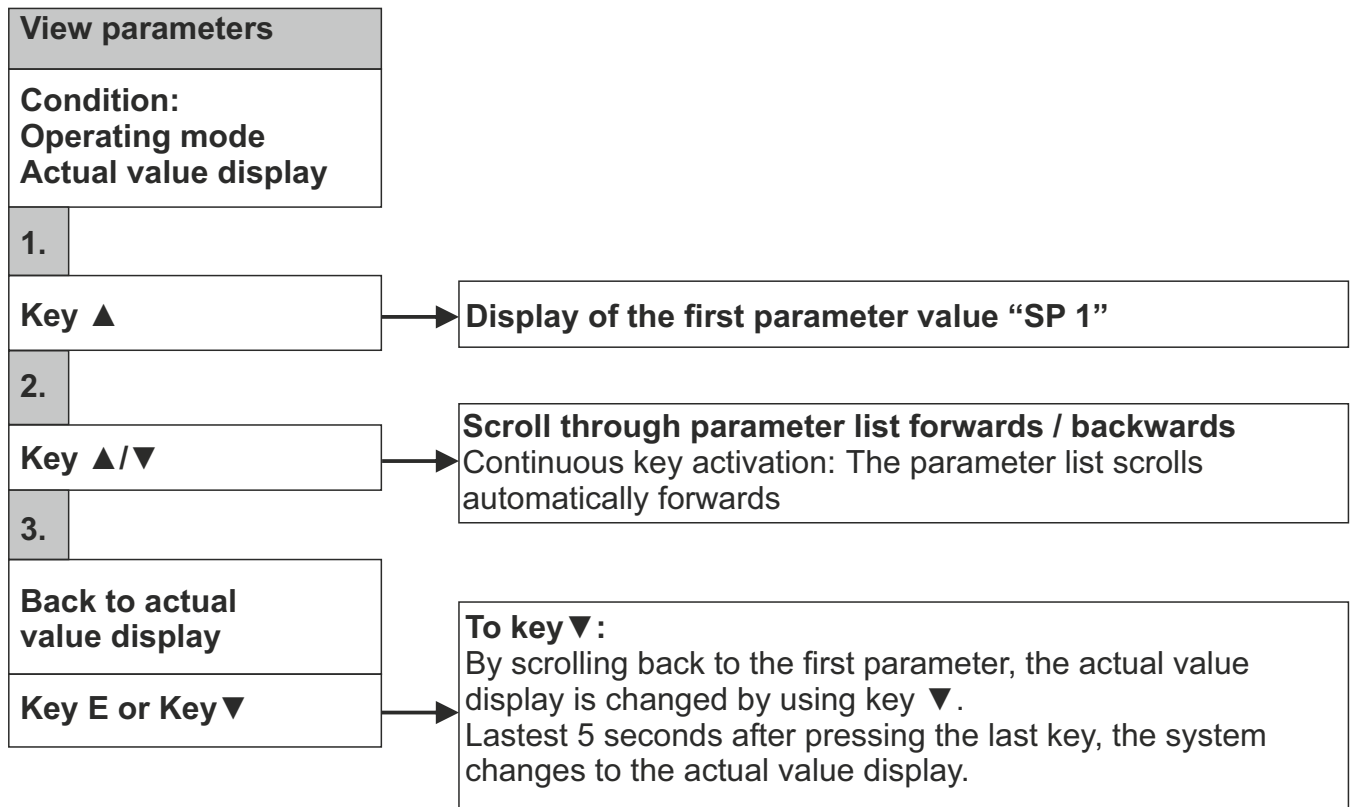 View parameters
Condition:
Operating mode
Actual value display
1.
Key ▲
Display of the first parameter value “SP 1”
2.
Key ▲/▼
Scroll through parameter list forwards / backwards
Continuous key activation: The parameter list scrolls
automatically forwards
3.
Back to actual
value display
Key E or Key▼
To key▼:
By scrolling back to the first parameter, the actual value
display is changed by using key ▼.
Lastest 5 seconds after pressing the last key, the system
changes to the actual value display.